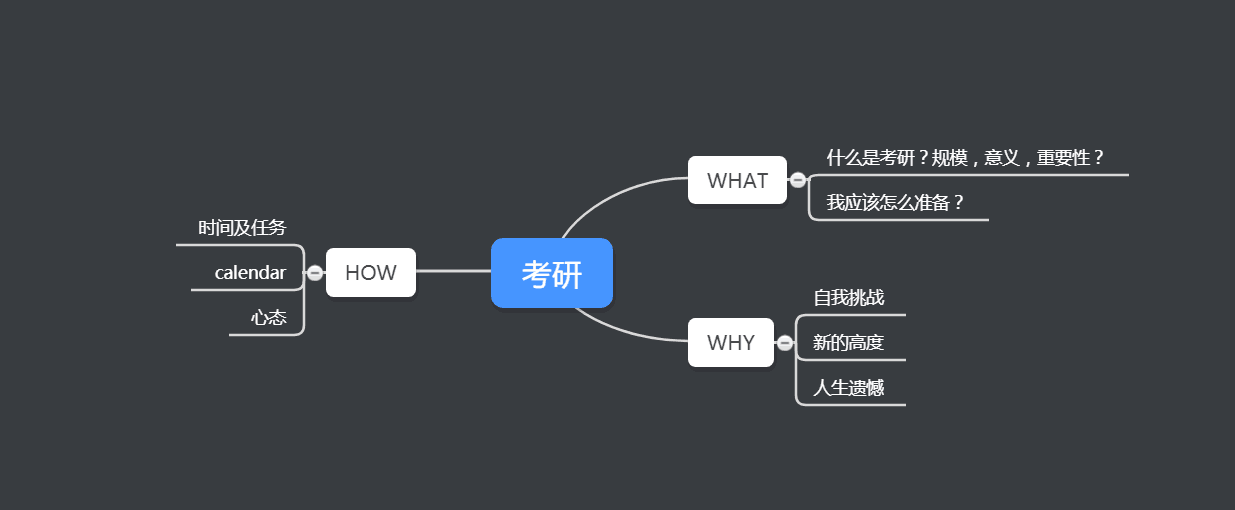 考研
WHAT
什么是考研？规模，意义，重要性？
我应该怎么准备？
WHY
自我挑战
新的高度
人生遗憾
HOW
时间及任务
calendar
心态